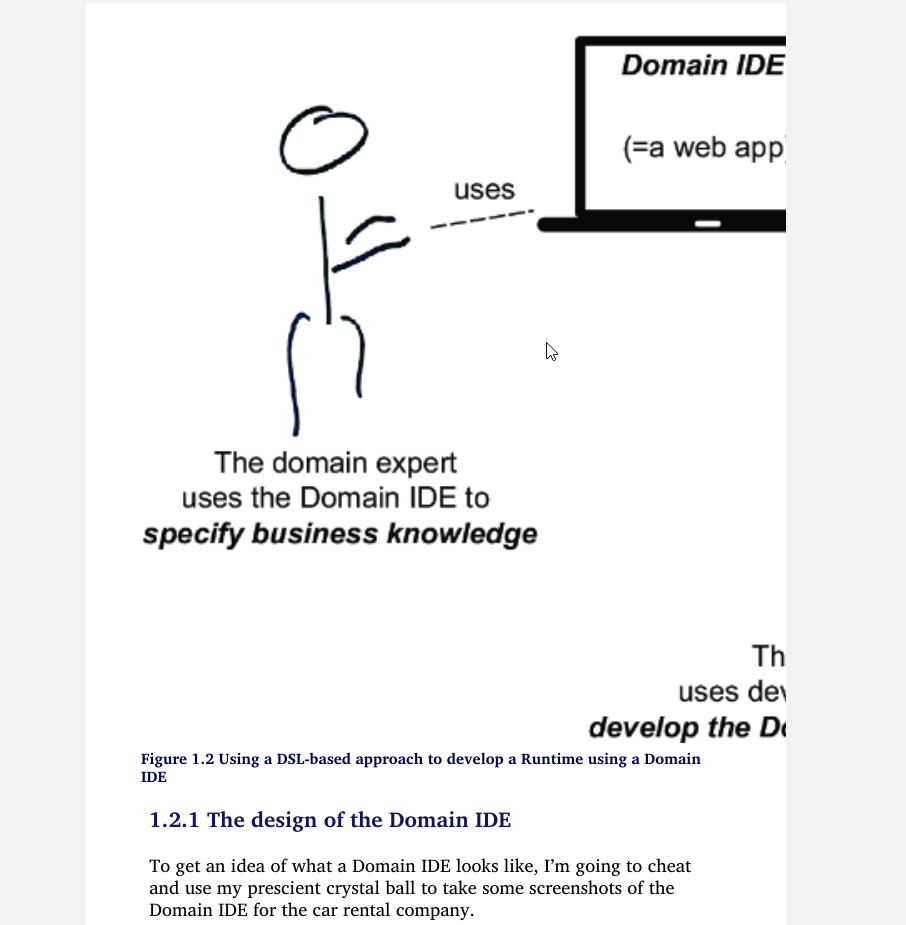 Domain IDE
(=a web app
uses
The domain expert
uses the Domain IDE to
specify business knowledge
uses
develop the
Figure 1.2 Using a DSL-based approach to develop a Runtime using a Domain
IDE
1.2.1 The design of the Domain IDE
To get an idea of what a Domain IDE looks like, I’m going to cheat
and use my prescient crystal ball to take some screenshots of the
Domain IDE for the car rental company.